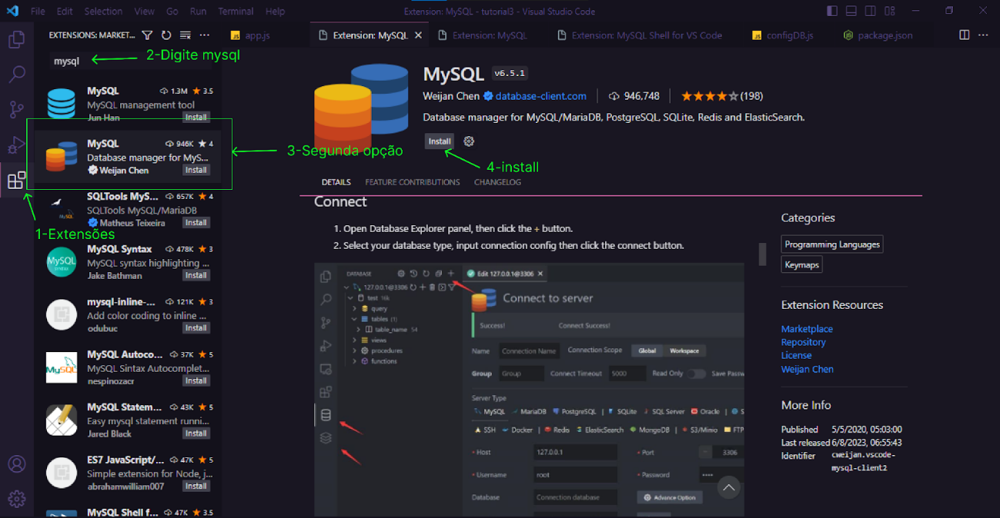 File Edit Selection View Go Run Terminal Help
Extension: MySQL - tutorial3 - Visual Studio Code
EXTENSIONS: MARKET...
app.js
Extension: MySQL
Extension: MySQL
Extension: MySQL Shell for VS Code
configDB.js
package.json
mysql
2-Digite mysql
MySQL 1.3M 3.5
MySQL management tool
Jun Han Install
MySQL 946K 4
Database manager for MyS...
Weijan Chen Install
3-Segunda opção
SQLTools MyS... 657K 4
SQLTools MySQL/MariaDB
Matheus Teixeira Install
1-Extensões
MySQL Syntax 478K 3
MySQL syntax highlighting ...
Jake Bathman Install
mysql-inline-... 121K 3
Add color coding to inline ...
odubuc Install
MySQL Autoco... 37K 5
MySQL Sintax Autocomplet...
nespinozacr Install
MySQL Statem... 43K 5
Easy mysql statement runni...
Jared Black Install
ES7 JavaScript/... 47K 5
Simple extension for Node, j...
abrahamwilliam007 Install
MySQL Shell f... 47K 3.5
MySQL v6.5.1
Weijan Chen database-client.com 946,748 (198)
Database manager for MySQL/MariaDB, PostgreSQL, SQLite, Redis and ElasticSearch.
Install
4-install
DETAILS FEATURE CONTRIBUTIONS CHANGELOG
Connect
1. Open Database Explorer panel, then click the + button.
2. Select your database type, input connection config then click the connect button.
DATABASE
127.0.0.1@3306
test 16k
query
tables (1)
table_name 54
views
procedures
functions
Edit 127.0.0.1@3306
Connect to server
Success! Connect Success!
Name Connection Name Connection Scope Global Workspace
Group Group Connect Timeout 5000 Read Only Save Passw
Server Type
MySQL MariaDB PostgreSQL SQLite SQL Server Oracle S
SSH Docker Redis ElasticSearch MongoDB S3/Minio FTP
* Host 127.0.0.1 * Port 3306
* Username root * Password ••••
Database Connection database Advance Option
Categories
Programming Languages
Keymaps
Extension Resources
Marketplace
Repository
License
Weijan Chen
More Info
Published 5/5/2020, 05:03:00
Last released 6/8/2023, 06:55:43
Identifier cweijan.vscode-
mysql-client2